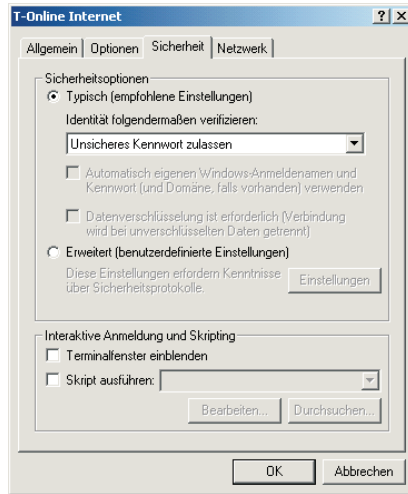 T-Online Internet
Allgemein Optionen Sicherheit Netzwerk
Sicherheitsoptionen
Typisch (empfohlene Einstellungen)
Identität folgendermaßen verifizieren:
Unsicheres Kennwort zulassen
Automatisch eigenen Windows-Anmeldenamen und
Kennwort (und Domäne, falls vorhanden) verwenden
Datenverschlüsselung ist erforderlich (Verbindung
wird bei unverschlüsselten Daten getrennt)
Erweitert (benutzerdefinierte Einstellungen)
Diese Einstellungen erfordern Kenntnisse
über Sicherheitsprotokolle.
Einstellungen
Interaktive Anmeldung und Skripting
Terminalfenster einblenden
Skript ausführen:
Bearbeiten... Durchsuchen...
OK Abbrechen